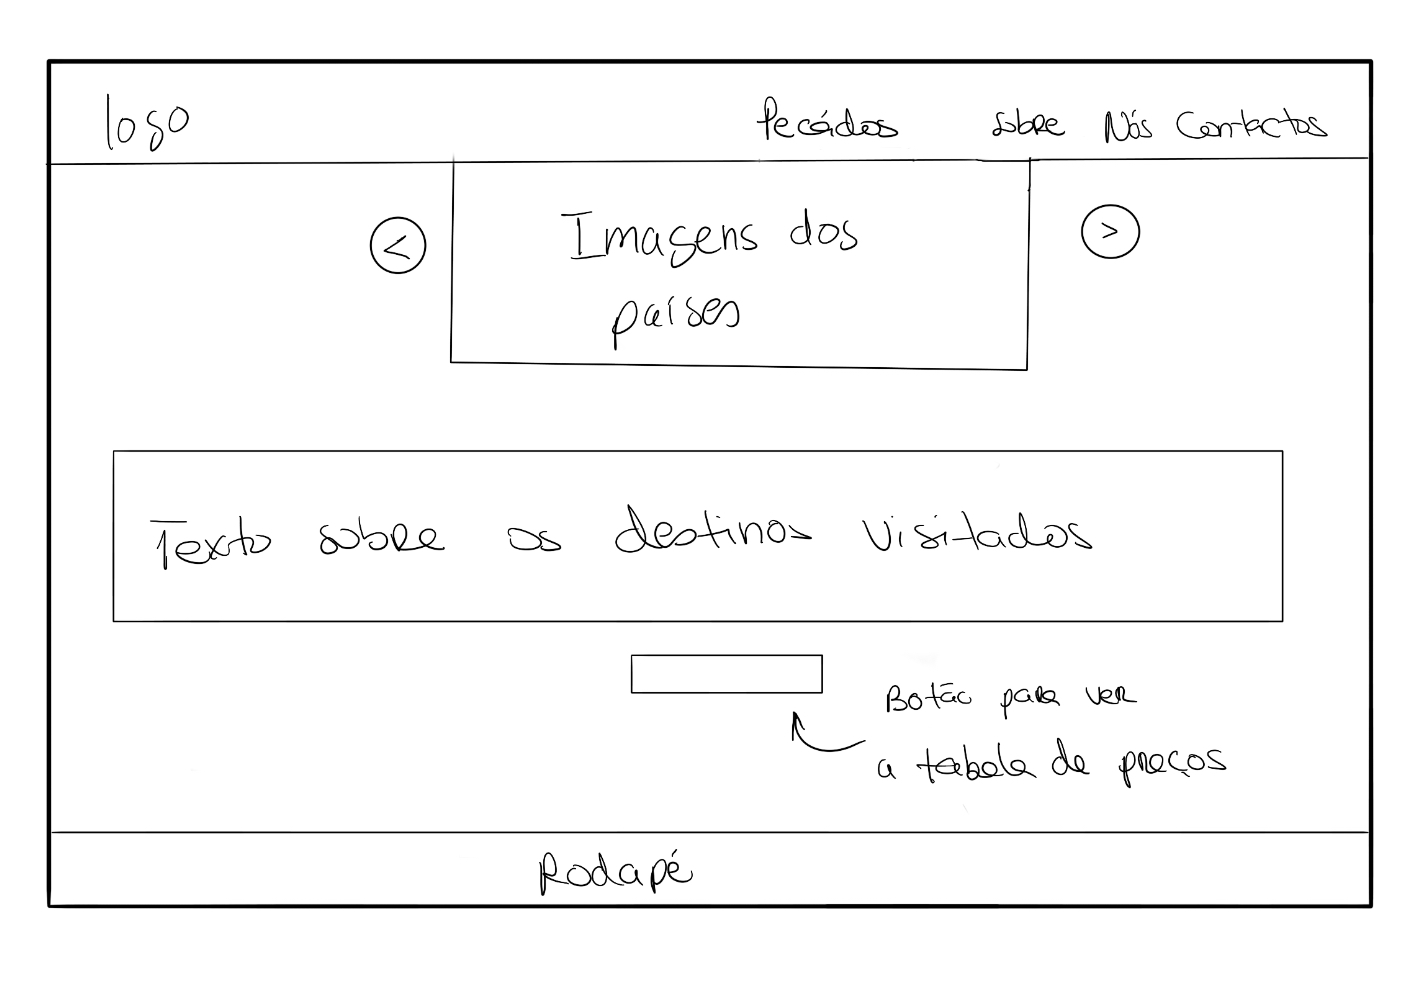 logo
Pecádos sobre Nós Contactos
< >
Imagens dos
países
Texto sobre os destinos visitados
Botão para ver
a tabela de preços
Rodapé